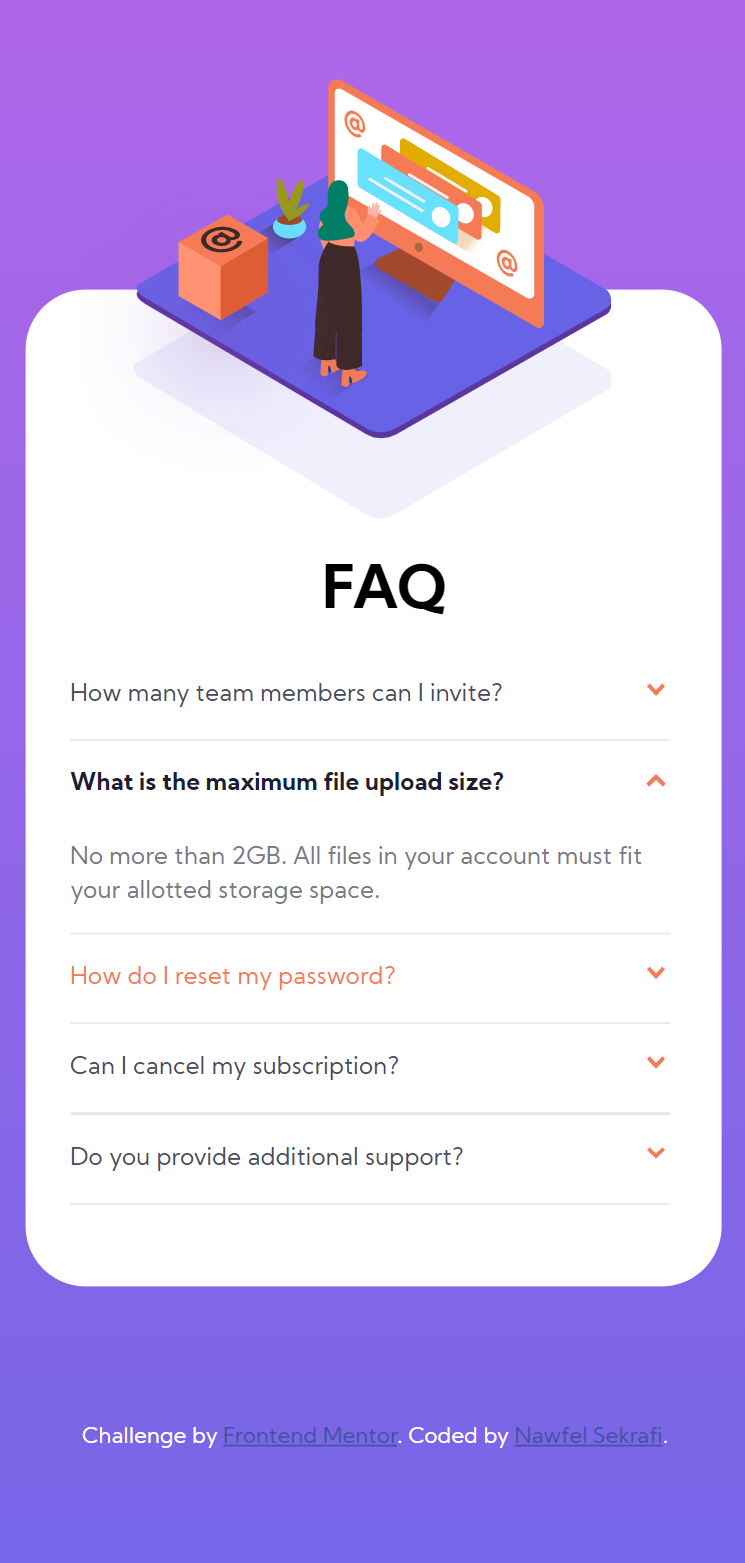 @
@
@
FAQ
How many team members can I invite?
What is the maximum file upload size?
No more than 2GB. All files in your account must fit
your allotted storage space.
How do I reset my password?
Can I cancel my subscription?
Do you provide additional support?
Challenge by Frontend Mentor. Coded by Nawfel Sekrafi.